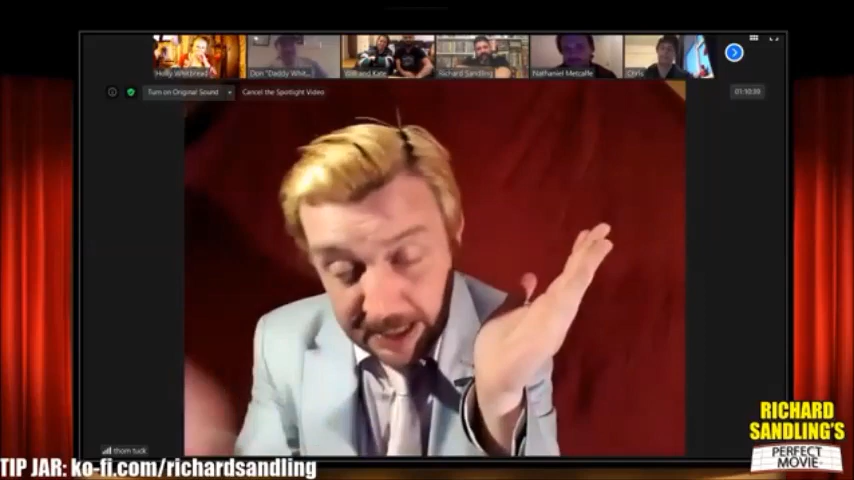 Holly Whitbread
Don "Daddy Whit...
Will and Kate
Richard Sandling
Nathaniel Metcalfe
Chris
Turn on Original Sound
Cancel the Spotlight Video
01:10:39
thom tuck
TIP JAR: ko-fi.com/richardsandling
RICHARD
SANDLING'S
PERFECT
MOVIE